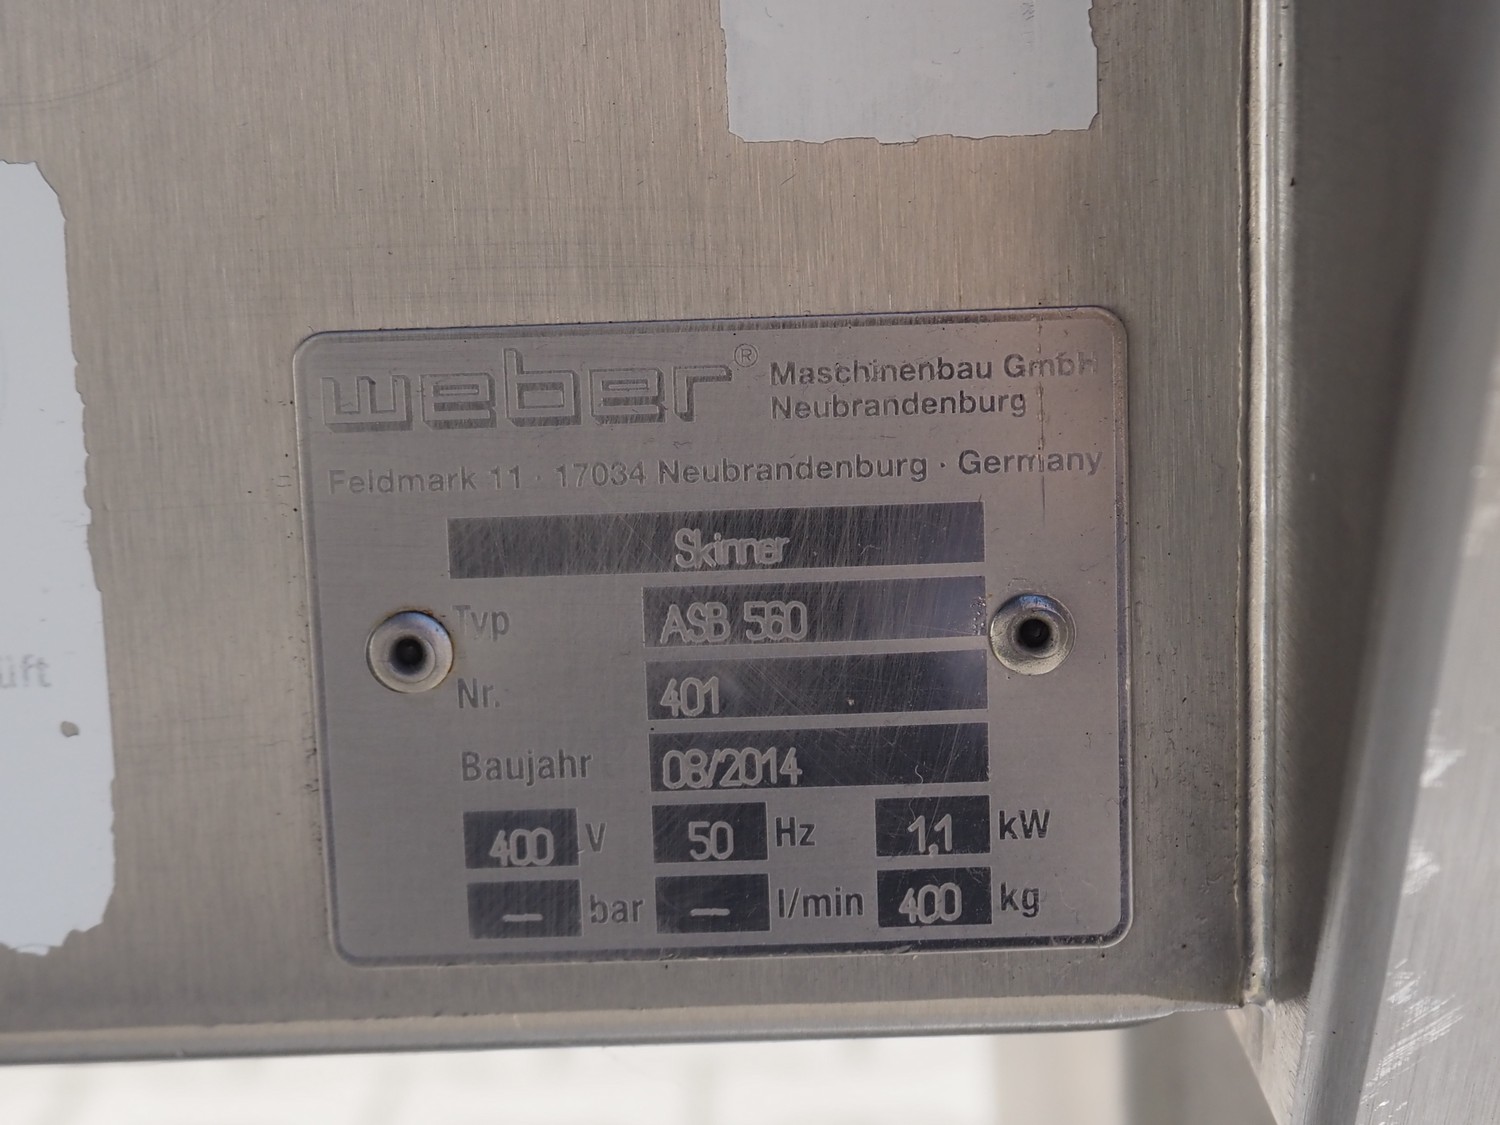 weber® Maschinenbau GmbH
Neubrandenburg
Feldmark 11 · 17034 Neubrandenburg · Germany
Skinner
Typ ASB 560
Nr. 401
Baujahr 08/2014
400 V 50 Hz 1,1 kW
— bar — l/min 400 kg